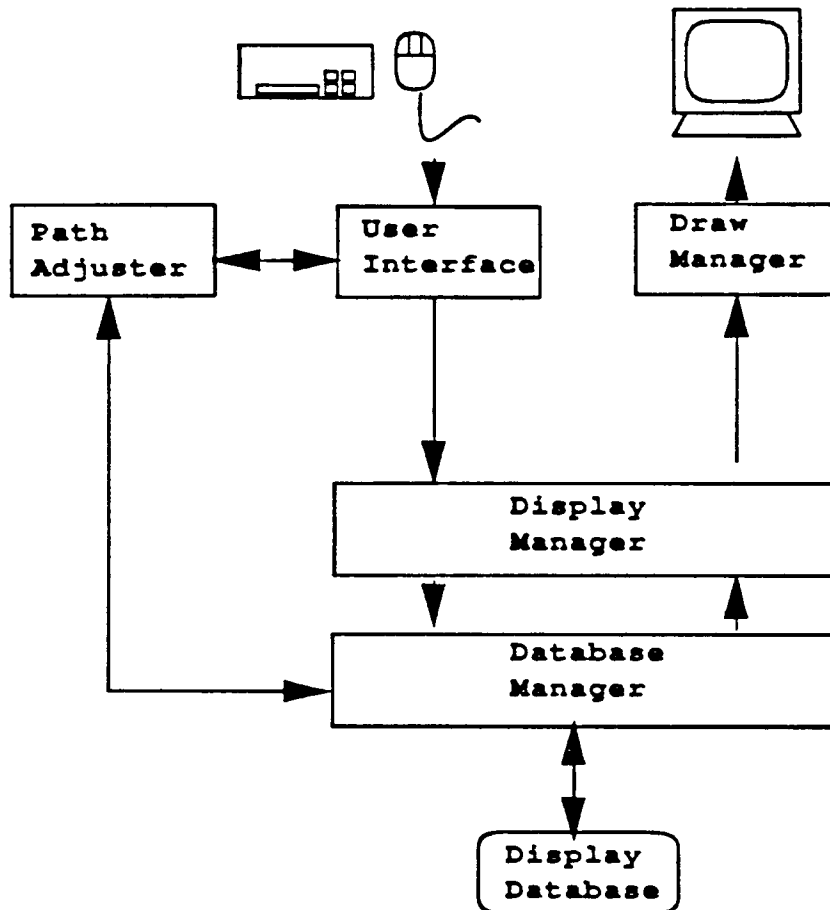 Path
Adjuster
User
Interface
Draw
Manager
Display
Manager
Database
Manager
Display
Database